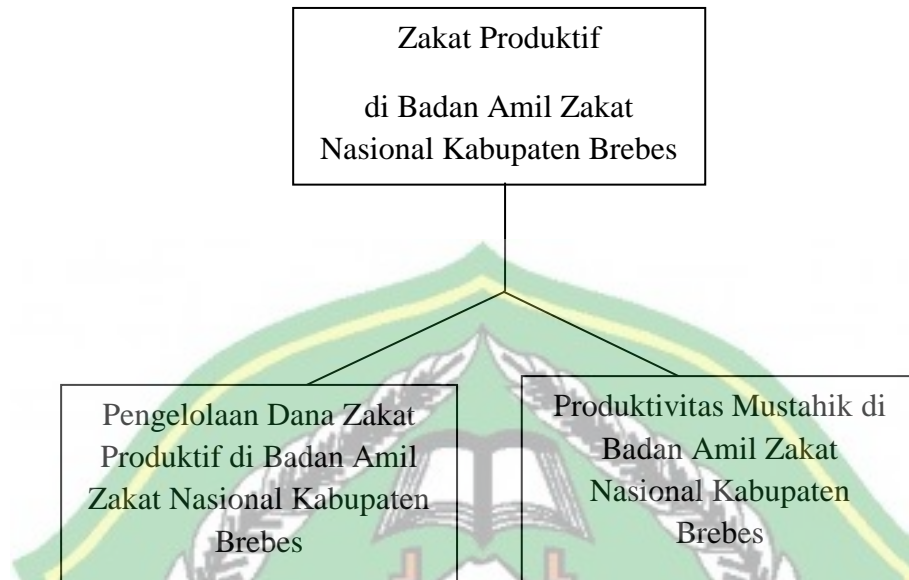 Zakat Produktif
di Badan Amil Zakat
Nasional Kabupaten Brebes
Pengelolaan Dana Zakat
Produktif di Badan Amil
Zakat Nasional Kabupaten
Brebes
Produktivitas Mustahik di
Badan Amil Zakat
Nasional Kabupaten
Brebes